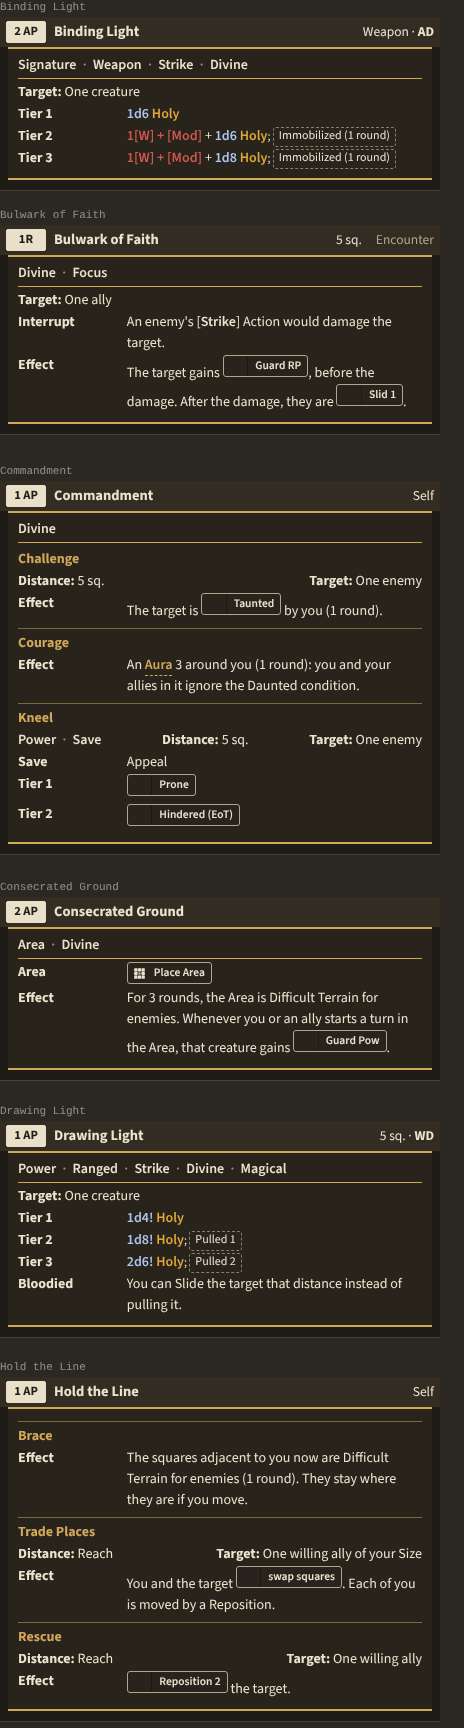 Binding Light
2 AP Binding Light Weapon · AD
Signature · Weapon · Strike · Divine
Target: One creature
Tier 1 1d6 Holy
Tier 2 1[W] + [Mod] + 1d6 Holy; Immobilized (1 round)
Tier 3 1[W] + [Mod] + 1d8 Holy; Immobilized (1 round)
Bulwark of Faith
1R Bulwark of Faith 5 sq. Encounter
Divine · Focus
Target: One ally
Interrupt An enemy's [Strike] Action would damage the
target.
Effect The target gains Guard RP, before the
damage. After the damage, they are Slid 1.
Commandment
1 AP Commandment Self
Divine
Challenge
Distance: 5 sq. Target: One enemy
Effect The target is Taunted by you (1 round).
Courage
Effect An Aura 3 around you (1 round): you and your
allies in it ignore the Daunted condition.
Kneel
Power · Save Distance: 5 sq. Target: One enemy
Save Appeal
Tier 1 Prone
Tier 2 Hindered (EoT)
Consecrated Ground
2 AP Consecrated Ground
Area · Divine
Area Place Area
Effect For 3 rounds, the Area is Difficult Terrain for
enemies. Whenever you or an ally starts a turn in
the Area, that creature gains Guard Pow.
Drawing Light
1 AP Drawing Light 5 sq. · WD
Power · Ranged · Strike · Divine · Magical
Target: One creature
Tier 1 1d4! Holy
Tier 2 1d8! Holy; Pulled 1
Tier 3 2d6! Holy; Pulled 2
Bloodied You can Slide the target that distance instead of
pulling it.
Hold the Line
1 AP Hold the Line Self
Brace
Effect The squares adjacent to you now are Difficult
Terrain for enemies (1 round). They stay where
they are if you move.
Trade Places
Distance: Reach Target: One willing ally of your Size
Effect You and the target swap squares. Each of you
is moved by a Reposition.
Rescue
Distance: Reach Target: One willing ally
Effect Reposition 2 the target.